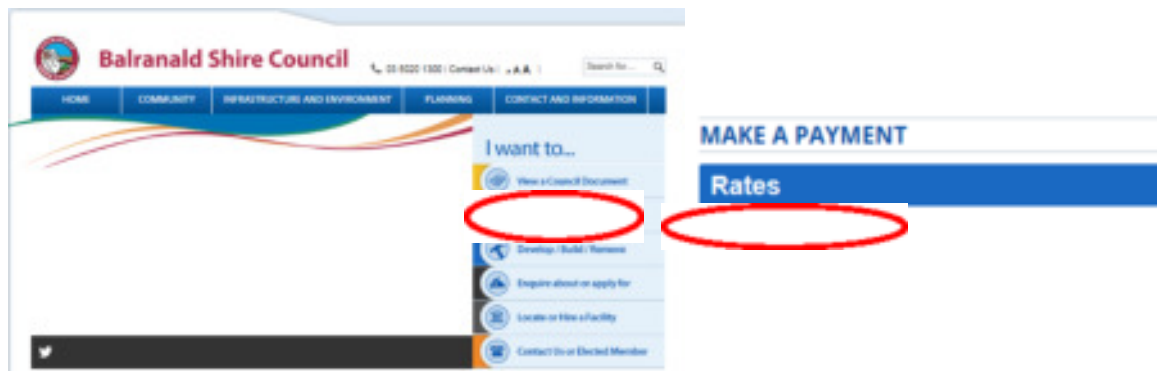 Balranald Shire Council
03 5020 1300 | Contact Us | A A A |
Search for...
HOME COMMUNITY INFRASTRUCTURE AND ENVIRONMENT PLANNING CONTACT AND INFORMATION
I want to...
View a Council Document
Develop / Build / Remove
Enquire about or apply for
Locate or Hire a Facility
Contact Us or Elected Member
MAKE A PAYMENT
Rates